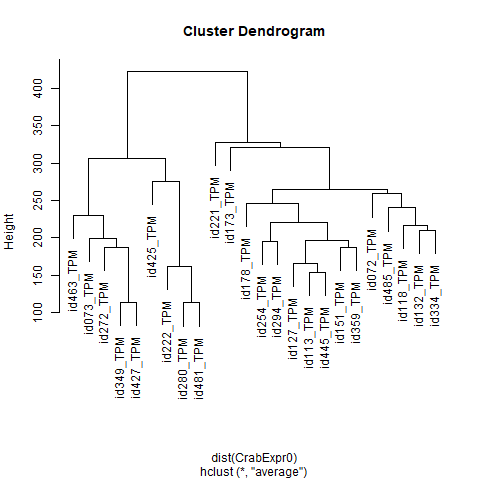 Cluster Dendrogram
Height
400
350
300
250
200
150
100
id463_TPM
id073_TPM
id272_TPM
id349_TPM
id427_TPM
id425_TPM
id222_TPM
id280_TPM
id481_TPM
id221_TPM
id173_TPM
id178_TPM
id254_TPM
id294_TPM
id127_TPM
id113_TPM
id445_TPM
id151_TPM
id359_TPM
id072_TPM
id485_TPM
id118_TPM
id132_TPM
id334_TPM
dist(CrabExpr0)
hclust (*, "average")